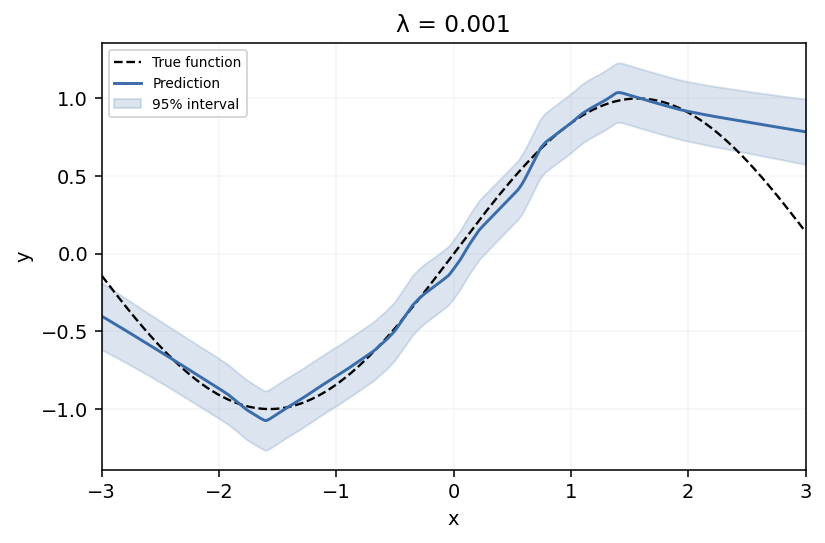 λ = 0.001
True function
Prediction
95% interval
1.0
0.5
0.0
−0.5
−1.0
y
−3 −2 −1 0 1 2 3
x